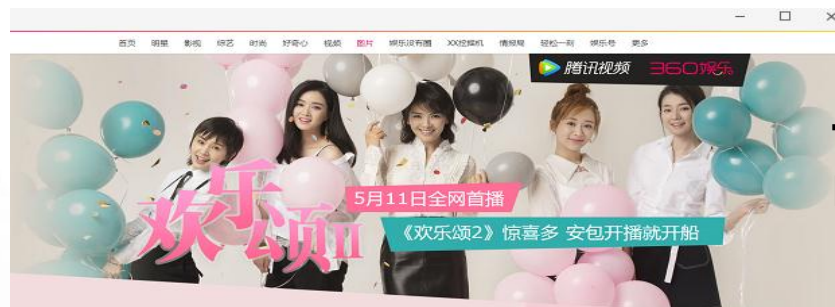 首页 明星 影视 综艺 时尚 好奇心 视频 图片 娱乐没有圈 XX挖掘机 情报局 轻松一刻 娱乐号 更多
腾讯视频 360娱乐
欢乐颂II
5月11日全网首播
《欢乐颂2》惊喜多 安包开播就开船